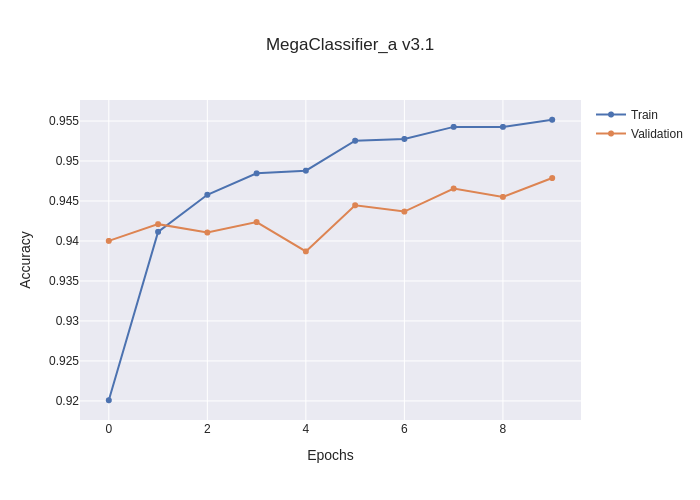 MegaClassifier_a v3.1
Train
Validation
0.955
0.95
0.945
0.94
0.935
0.93
0.925
0.92
Accuracy
0 2 4 6 8
Epochs